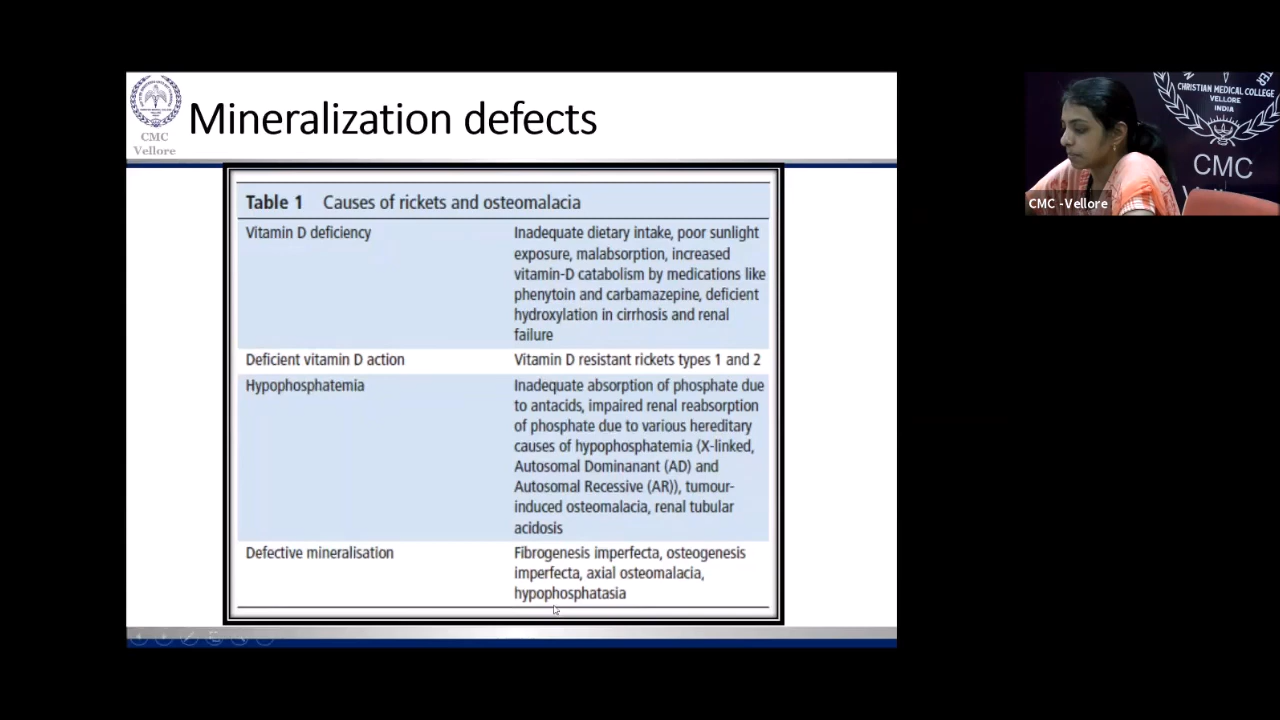 Mineralization defects
CMC
Vellore
Table 1 Causes of rickets and osteomalacia
Vitamin D deficiency
Inadequate dietary intake, poor sunlight
exposure, malabsorption, increased
vitamin-D catabolism by medications like
phenytoin and carbamazepine, deficient
hydroxylation in cirrhosis and renal
failure
Deficient vitamin D action
Vitamin D resistant rickets types 1 and 2
Hypophosphatemia
Inadequate absorption of phosphate due
to antacids, impaired renal reabsorption
of phosphate due to various hereditary
causes of hypophosphatemia (X-linked,
Autosomal Dominanant (AD) and
Autosomal Recessive (AR)), tumour-
induced osteomalacia, renal tubular
acidosis
Defective mineralisation
Fibrogenesis imperfecta, osteogenesis
imperfecta, axial osteomalacia,
hypophosphatasia
CHRISTIAN MEDICAL COLLEGE
VELLORE
INDIA
CMC
CMC -Vellore